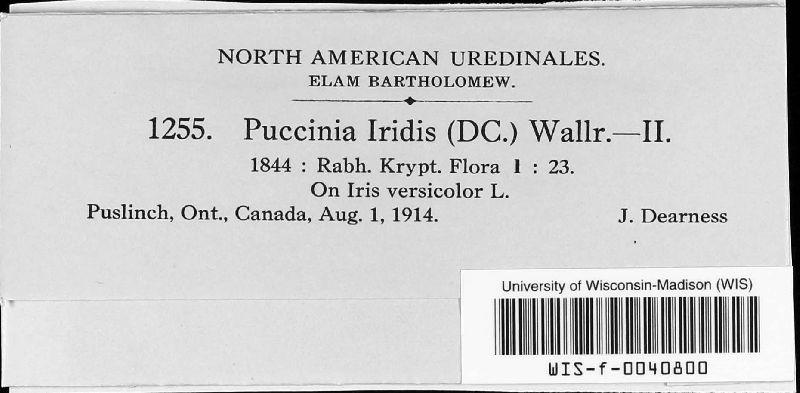 NORTH AMERICAN UREDINALES.
ELAM BARTHOLOMEW.
1255. Puccinia Iridis (DC.) Wallr.—II.
1844 : Rabh. Krypt. Flora 1 : 23.
On Iris versicolor L.
Puslinch, Ont., Canada, Aug. 1, 1914. J. Dearness
University of Wisconsin-Madison (WIS)
WIS-f-0040800